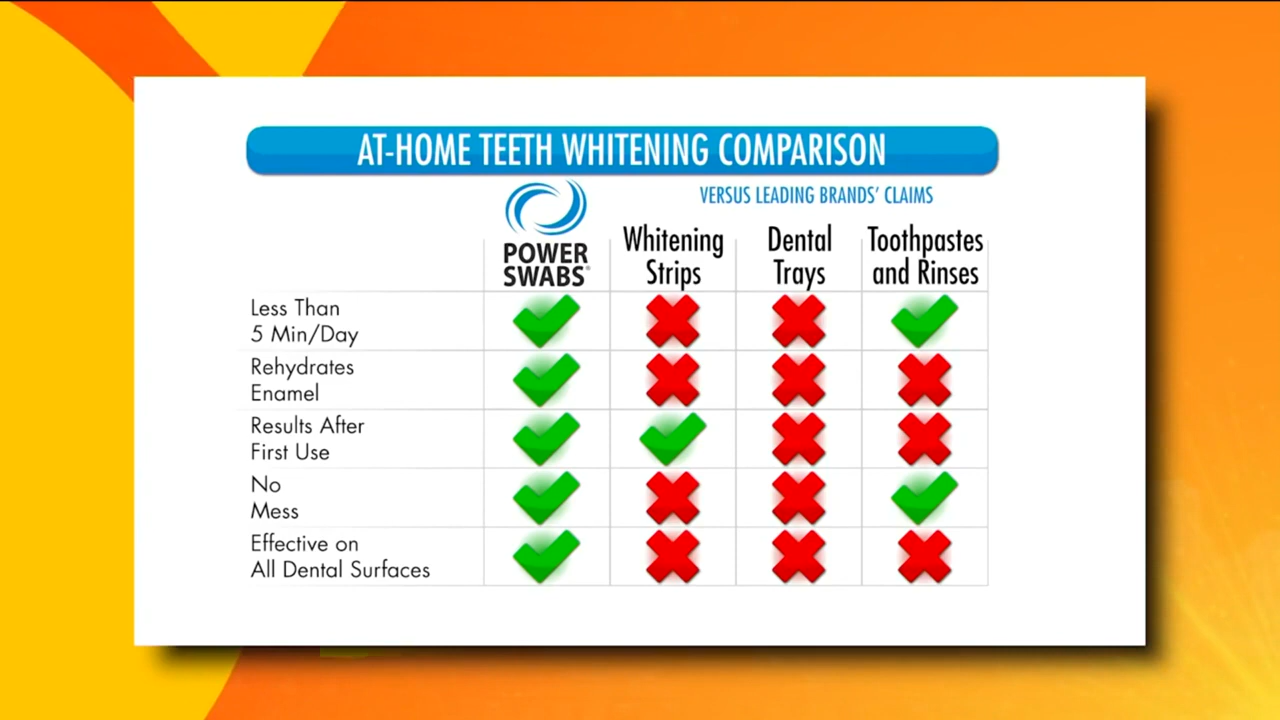 AT-HOME TEETH WHITENING COMPARISON
VERSUS LEADING BRANDS' CLAIMS
POWER
SWABS®
Whitening
Strips
Dental
Trays
Toothpastes
and Rinses
Less Than
5 Min/Day
Rehydrates
Enamel
Results After
First Use
No
Mess
Effective on
All Dental Surfaces